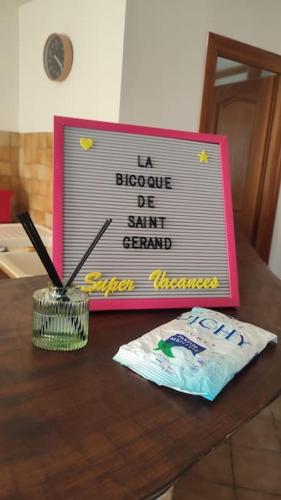 LA
BICOQUE
DE
SAINT
GERAND
Super Vacances
VICHY